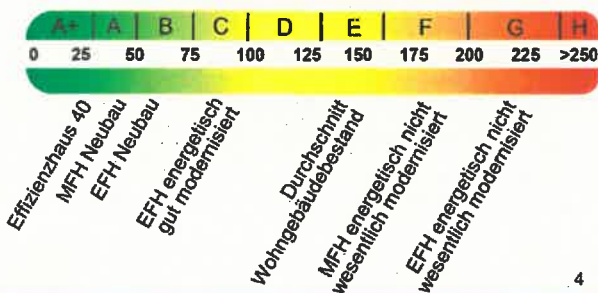 A+ A B C D E F G H
0 25 50 75 100 125 150 175 200 225 >250
Effizienzhaus 40
MFH Neubau
EFH Neubau
EFH energetisch
gut modernisiert
Durchschnitt
Wohngebäudebestand
MFH energetisch nicht
wesentlich modernisiert
EFH energetisch nicht
wesentlich modernisiert
4